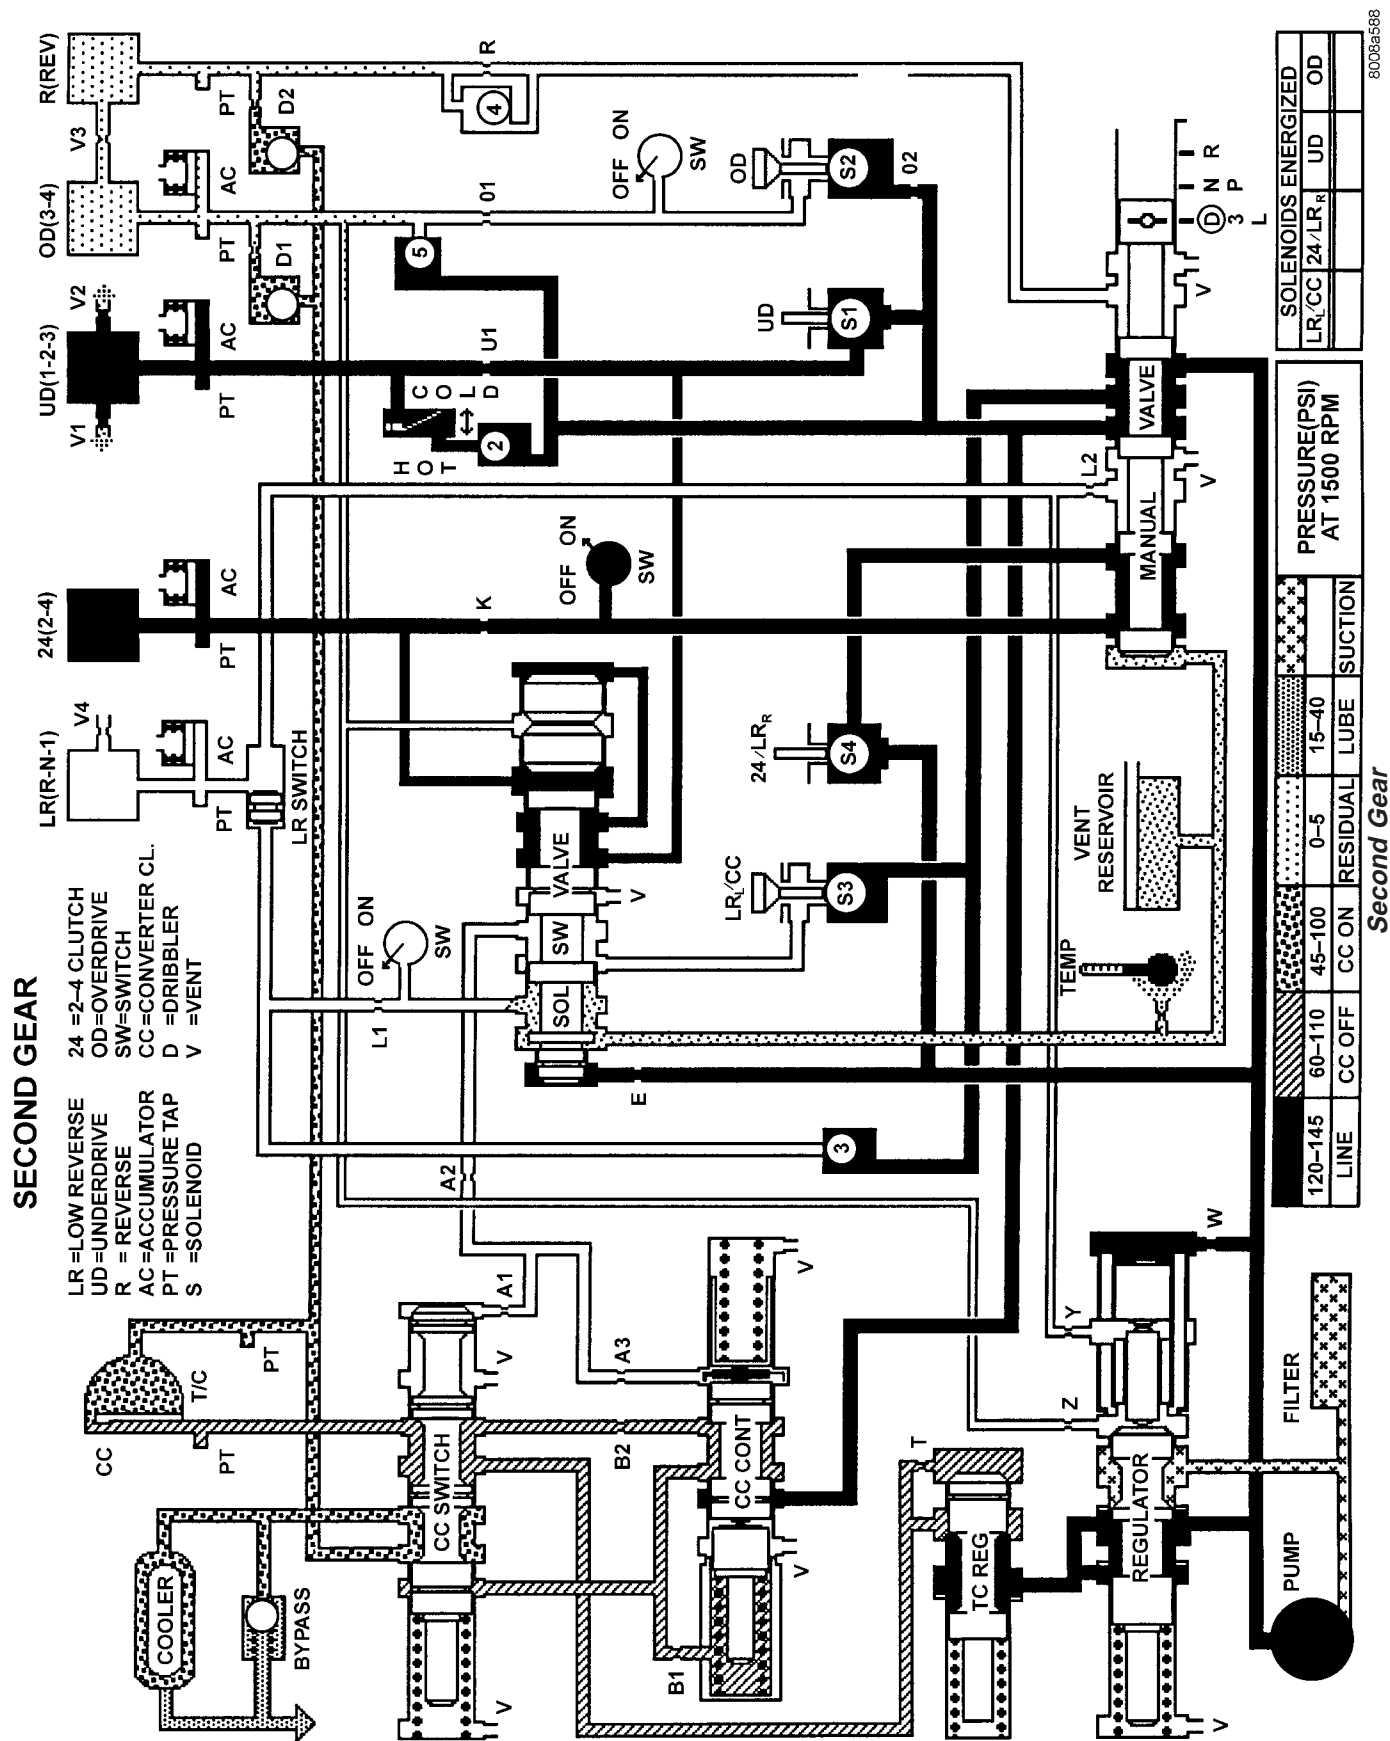 SECOND GEAR
LR =LOW REVERSE
UD =UNDERDRIVE
R = REVERSE
AC =ACCUMULATOR
PT =PRESSURE TAP
S =SOLENOID
24 =2-4 CLUTCH
OD=OVERDRIVE
SW=SWITCH
CC=CONVERTER CL.
D =DRIBBLER
V =VENT
LR(R-N-1)
V4
24(2-4)
UD(1-2-3)
V1
V2
OD(3-4)
V3
R(REV)
PT
AC
PT
AC
PT
AC
PT
AC
PT
LR SWITCH
D1
D2
CC
T/C
PT
PT
COOLER
BYPASS
CC SWITCH
V
V
A1
A2
A3
B1
B2
CC CONT
V
V
L1
OFF ON
SW
SOL
SW
VALVE
V
E
K
OFF ON
SW
HOT
COLD
2
U1
5
01
4
R
OFF ON
SW
OD
S2
02
UD
S1
24/LRR
S4
LRL/CC
S3
3
TEMP
VENT
RESERVOIR
MANUAL
VALVE
L2
V
V
D N R
3 P
L
T
TC REG
REGULATOR
V
Z
Y
W
PUMP
FILTER
120-145
60-110
45-100
0-5
15-40
LINE
CC OFF
CC ON
RESIDUAL
LUBE
SUCTION
PRESSURE(PSI)
AT 1500 RPM
SOLENOIDS ENERGIZED
LRL/CC
24/LRR
UD
OD
8008a588
Second Gear